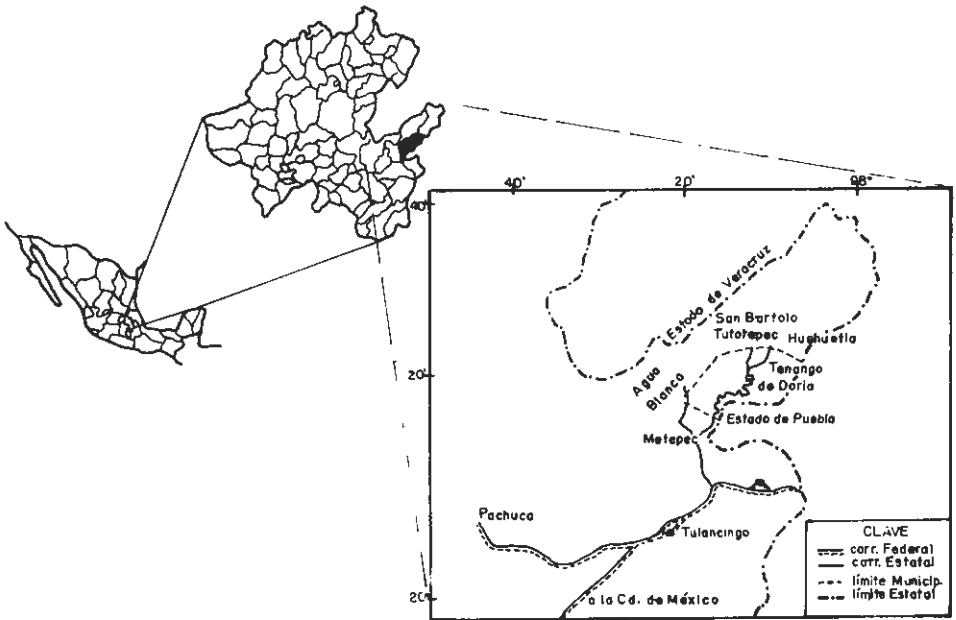 40'
20'
98°
40'
Estado de Veracruz
San Bartolo
Tutotepec
Huehuetla
20'
Agua
Blanca
Tenango
de Doria
Estado de Puebla
Metepec
Pachuca
Tulancingo
20°
a la Cd. de México
CLAVE
carr. Federal
carr. Estatal
límite Municip.
límite Estatal